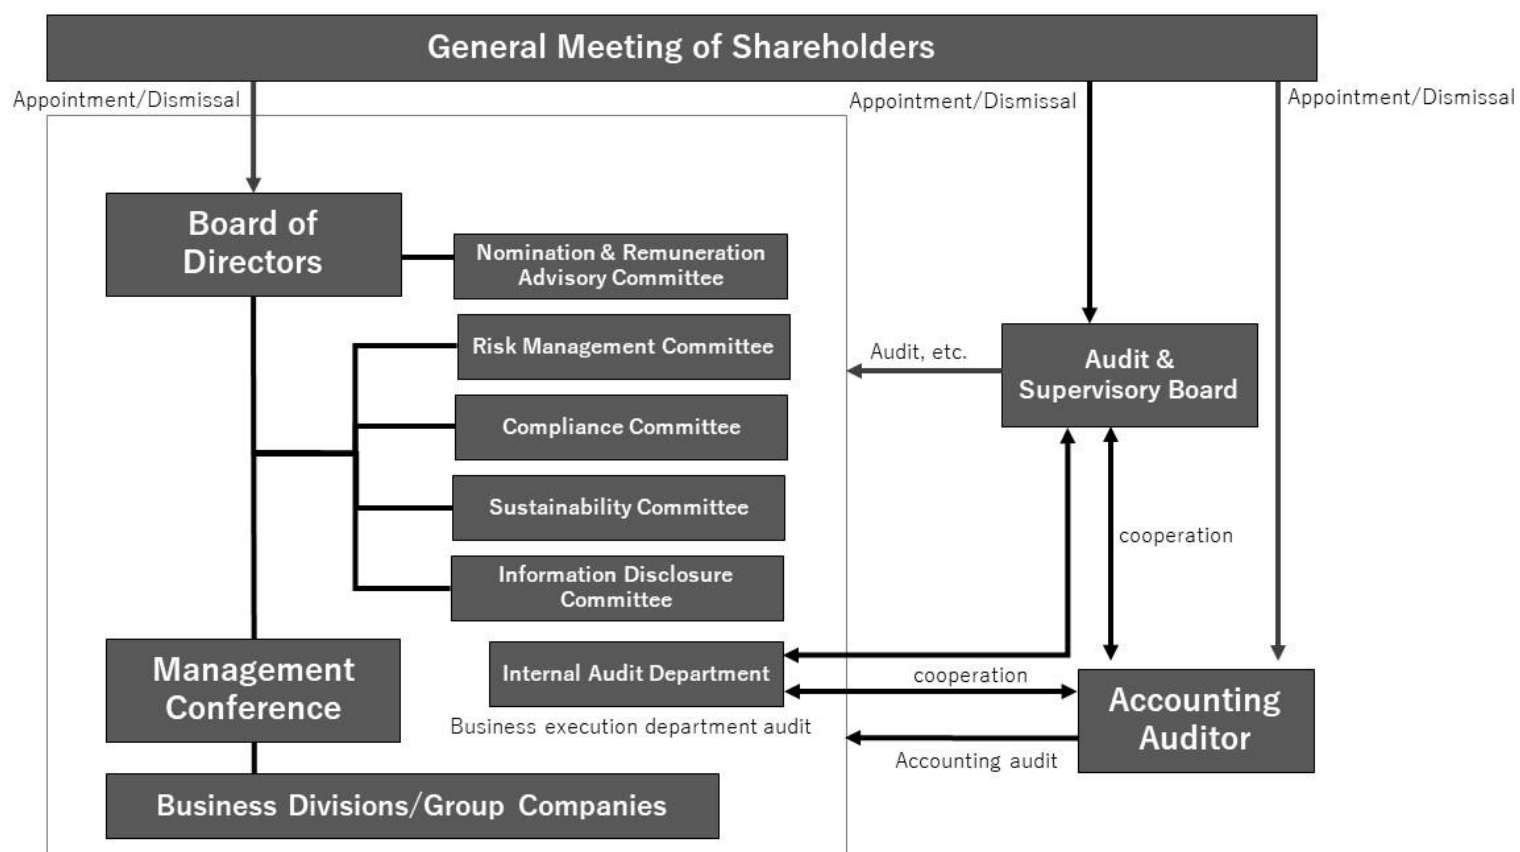 General Meeting of Shareholders
Appointment/Dismissal
Appointment/Dismissal
Appointment/Dismissal
Board of
Directors
Nomination & Remuneration
Advisory Committee
Risk Management Committee
Audit, etc.
Audit &
Supervisory Board
Compliance Committee
Sustainability Committee
cooperation
Information Disclosure
Committee
Management
Conference
Internal Audit Department
cooperation
Business execution department audit
Accounting
Auditor
Accounting audit
Business Divisions/Group Companies